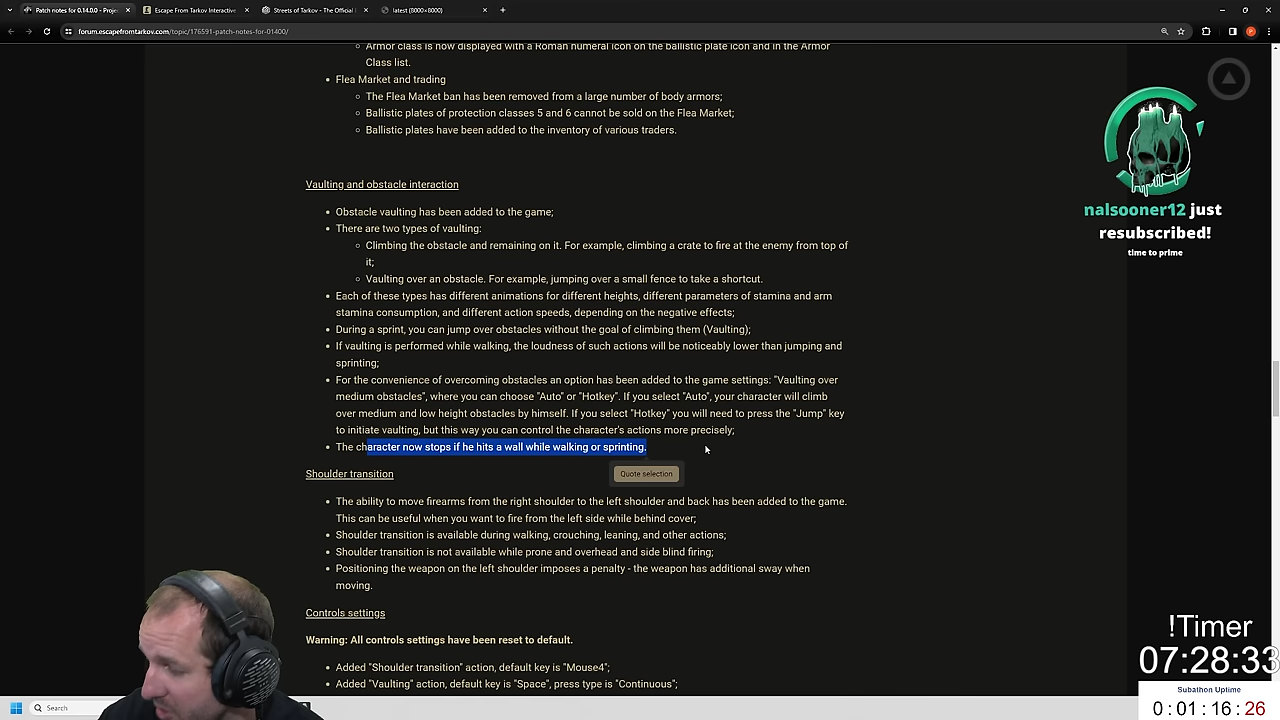 Patch notes for 0.14.0.0 - Proje
Escape From Tarkov Interactive
Streets of Tarkov - The Official
latest (8000×8000)
forum.escapefromtarkov.com/topic/176591-patch-notes-for-01400/
Armor class is now displayed with a Roman numeral icon on the ballistic plate icon and in the Armor
Class list.
Flea Market and trading
The Flea Market ban has been removed from a large number of body armors;
Ballistic plates of protection classes 5 and 6 cannot be sold on the Flea Market;
Ballistic plates have been added to the inventory of various traders.
Vaulting and obstacle interaction
Obstacle vaulting has been added to the game;
There are two types of vaulting:
Climbing the obstacle and remaining on it. For example, climbing a crate to fire at the enemy from top of
it;
Vaulting over an obstacle. For example, jumping over a small fence to take a shortcut.
Each of these types has different animations for different heights, different parameters of stamina and arm
stamina consumption, and different action speeds, depending on the negative effects;
During a sprint, you can jump over obstacles without the goal of climbing them (Vaulting);
If vaulting is performed while walking, the loudness of such actions will be noticeably lower than jumping and
sprinting;
For the convenience of overcoming obstacles an option has been added to the game settings: "Vaulting over
medium obstacles", where you can choose "Auto" or "Hotkey". If you select "Auto", your character will climb
over medium and low height obstacles by himself. If you select "Hotkey" you will need to press the "Jump" key
to initiate vaulting, but this way you can control the character's actions more precisely;
The character now stops if he hits a wall while walking or sprinting.
Quote selection
Shoulder transition
The ability to move firearms from the right shoulder to the left shoulder and back has been added to the game.
This can be useful when you want to fire from the left side while behind cover;
Shoulder transition is available during walking, crouching, leaning, and other actions;
Shoulder transition is not available while prone and overhead and side blind firing;
Positioning the weapon on the left shoulder imposes a penalty - the weapon has additional sway when
moving.
Controls settings
Warning: All controls settings have been reset to default.
Added "Shoulder transition" action, default key is "Mouse4";
Added "Vaulting" action, default key is "Space", press type is "Continuous";
nalsooner12 just
resubscribed!
time to prime
!Timer
07:28:33
Subathon Uptime
0:01:16:26
Search